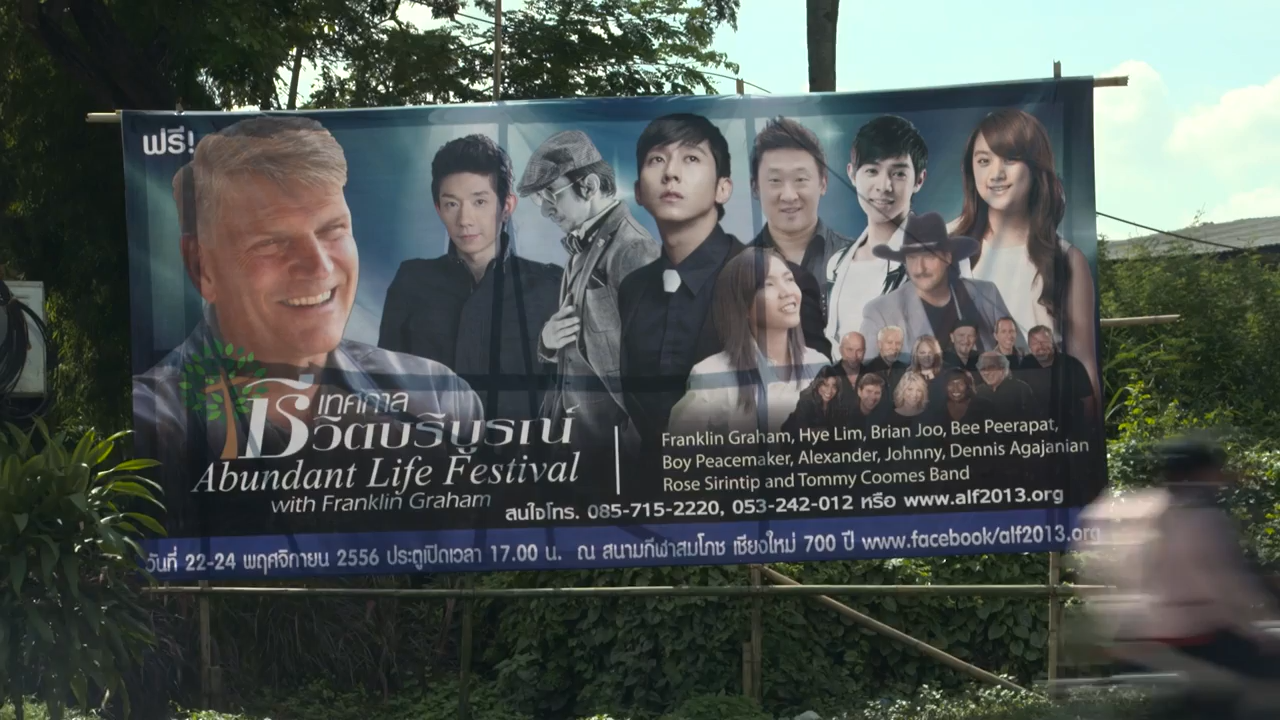 ฟรี!
เทศกาล
ชีวิตบริบูรณ์
Abundant Life Festival
with Franklin Graham
Franklin Graham, Hye Lim, Brian Joo, Bee Peerapat,
Boy Peacemaker, Alexander, Johnny, Dennis Agajanian
Rose Sirintip and Tommy Coomes Band
สนใจโทร. 085-715-2220, 053-242-012 หรือ www.alf2013.org
วันที่ 22-24 พฤศจิกายน 2556 ประตูเปิดเวลา 17.00 น. ณ สนามกีฬาสมโภช เชียงใหม่ 700 ปี www.facebook/alf2013.org